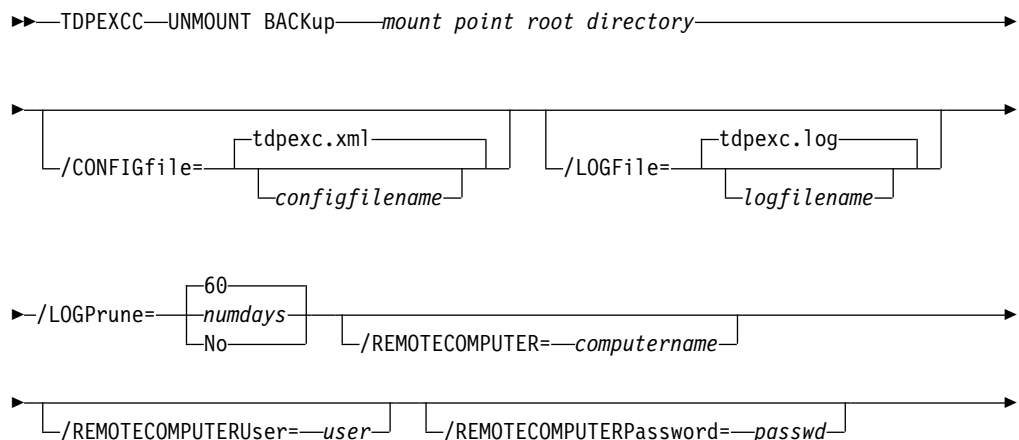 TDPEXCC UNMOUNT BACKup mount point root directory
tdpexc.xml tdpexc.log
/CONFIGfile= /LOGFile=
configfilename logfilename
60
/LOGPrune= numdays
No /REMOTECOMPUTER= computername
/REMOTECOMPUTERUser= user /REMOTECOMPUTERPassword= passwd